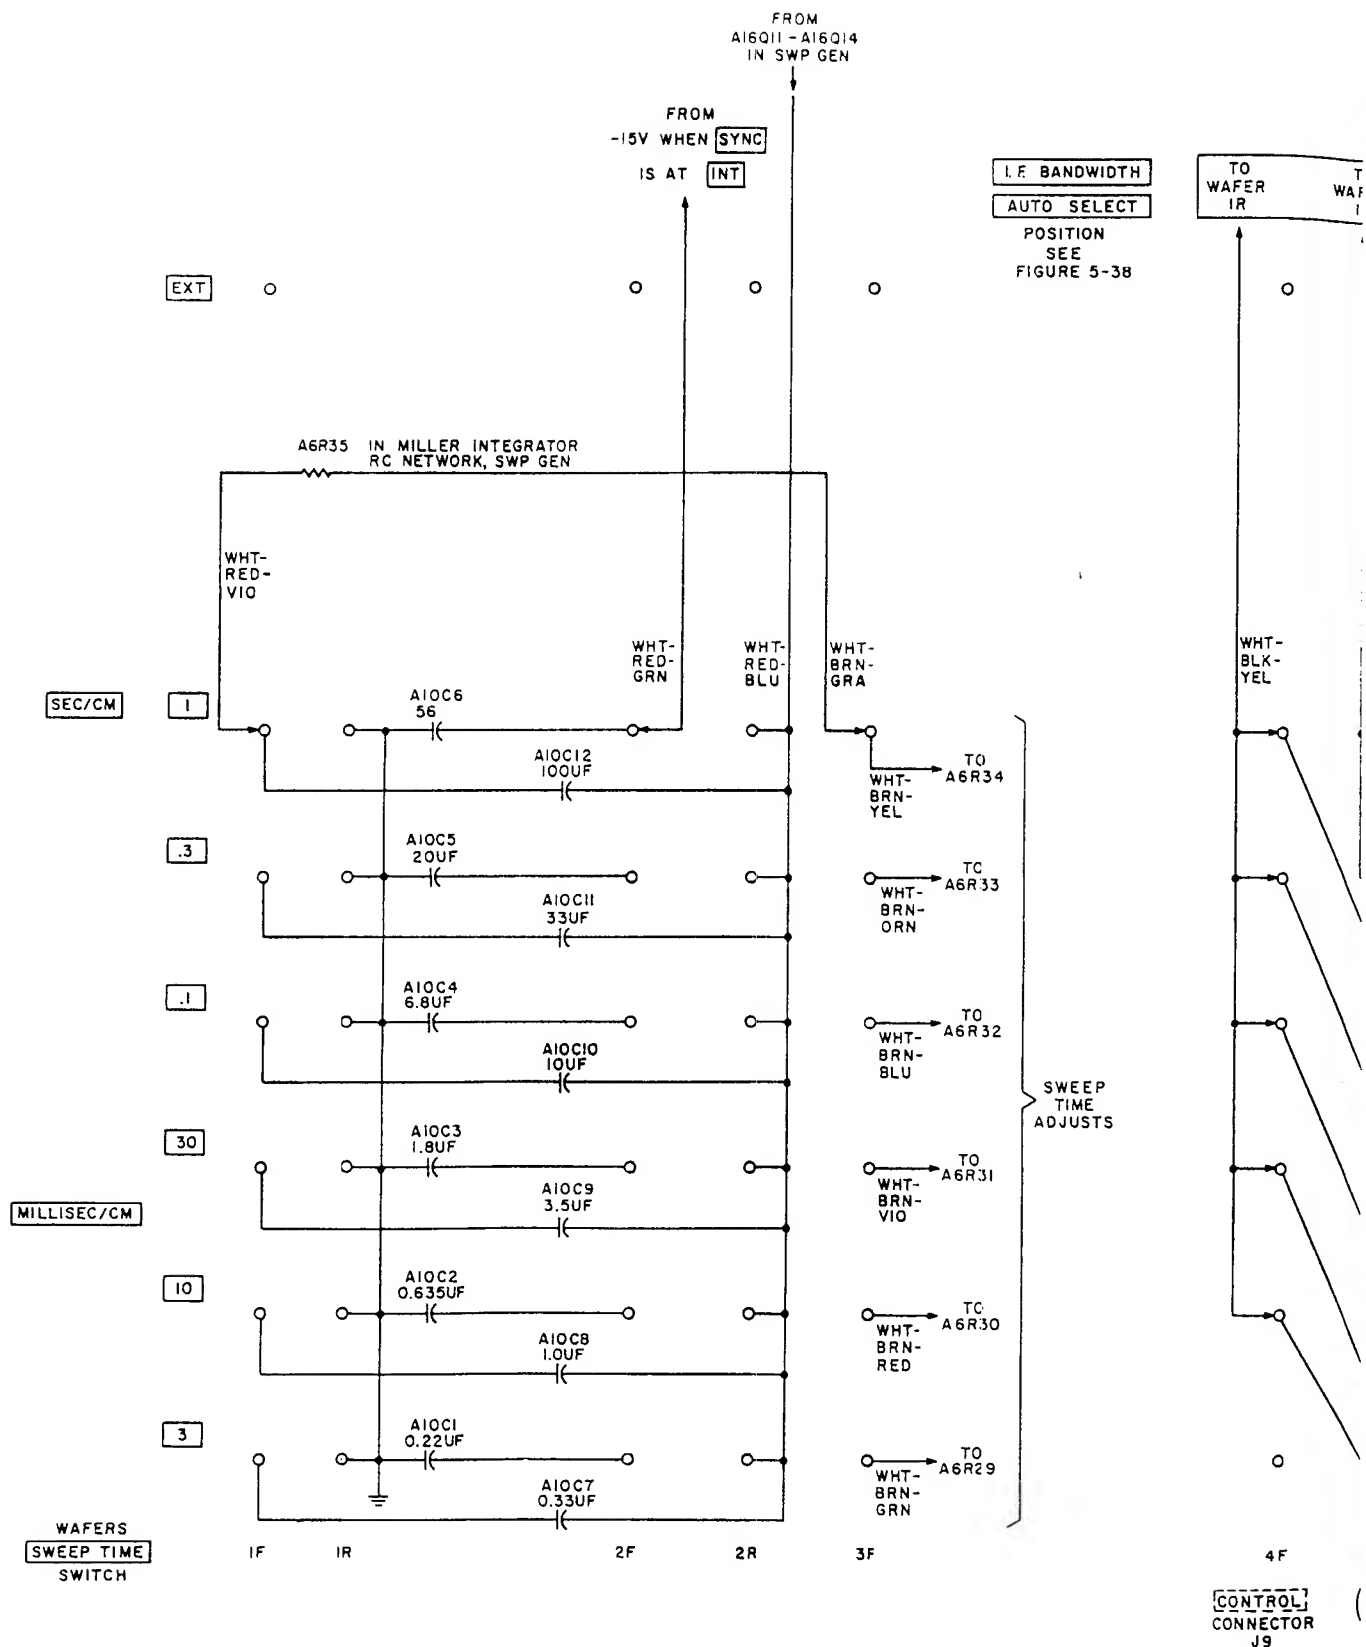 FROM
A16Q11-A16Q14
IN SWP GEN
FROM
-15V WHEN SYNC
IS AT INT
I.F. BANDWIDTH
AUTO SELECT
POSITION
SEE
FIGURE 5-38
TO
WAFER
1R
EXT
A6R35 IN MILLER INTEGRATOR
RC NETWORK, SWP GEN
WHT-
RED-
VIO
WHT-
RED-
GRN
WHT-
RED-
BLU
WHT-
BRN-
GRA
WHT-
BLK-
YEL
SEC/CM
1
A10C6
56
A10C12
100UF
TO
A6R34
WHT-
BRN-
YEL
.3
A10C5
20UF
A10C11
33UF
TO
A6R33
WHT-
BRN-
ORN
.1
A10C4
6.8UF
A10C10
10UF
TO
A6R32
WHT-
BRN-
BLU
SWEEP
TIME
ADJUSTS
30
A10C3
1.8UF
A10C9
3.5UF
TO
A6R31
WHT-
BRN-
VIO
MILLISEC/CM
10
A10C2
0.635UF
A10C8
1.0UF
TO
A6R30
WHT-
BRN-
RED
3
A10C1
0.22UF
A10C7
0.33UF
TO
A6R29
WHT-
BRN-
GRN
WAFERS
SWEEP TIME
SWITCH
1F 1R 2F 2R 3F 4F
CONTROL
CONNECTOR
J9